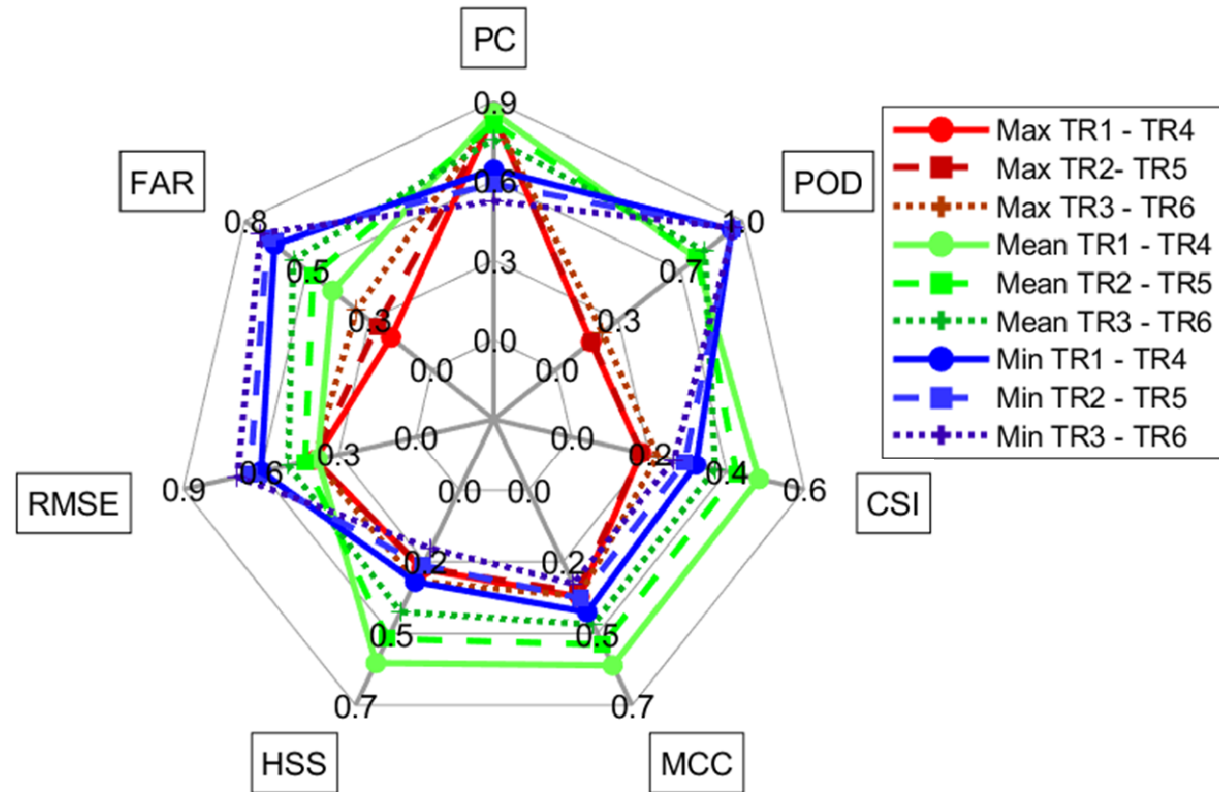 PC
0.9
FAR
POD
0.8
1.0
0.6
0.5
0.7
0.3
0.3
0.3
0.0
0.0
0.0
0.0
0.0
0.3
0.2
RMSE
0.9
0.6
0.4
0.6
CSI
0.0
0.0
0.2
0.2
0.5
0.5
0.7
0.7
HSS
MCC
Max TR1 - TR4
Max TR2- TR5
Max TR3 - TR6
Mean TR1 - TR4
Mean TR2 - TR5
Mean TR3 - TR6
Min TR1 - TR4
Min TR2 - TR5
Min TR3 - TR6